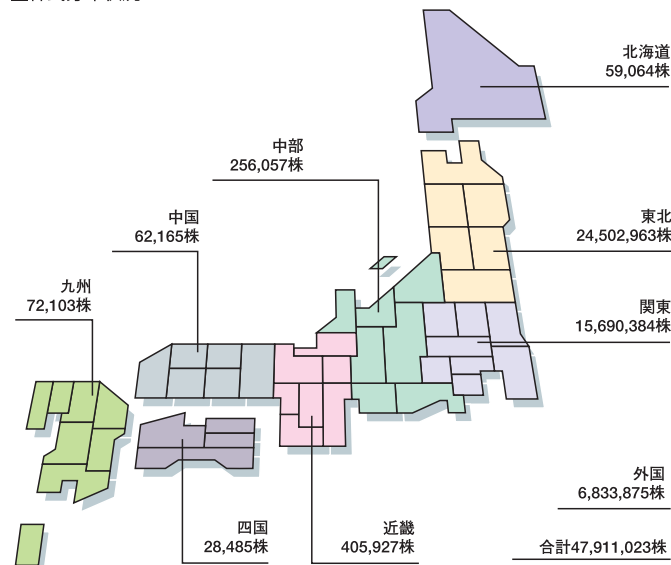 北海道
59,064株
中部
256,057株
中国
62,165株
東北
24,502,963株
九州
72,103株
関東
15,690,384株
外国
6,833,875株
四国
28,485株
近畿
405,927株
合計47,911,023株